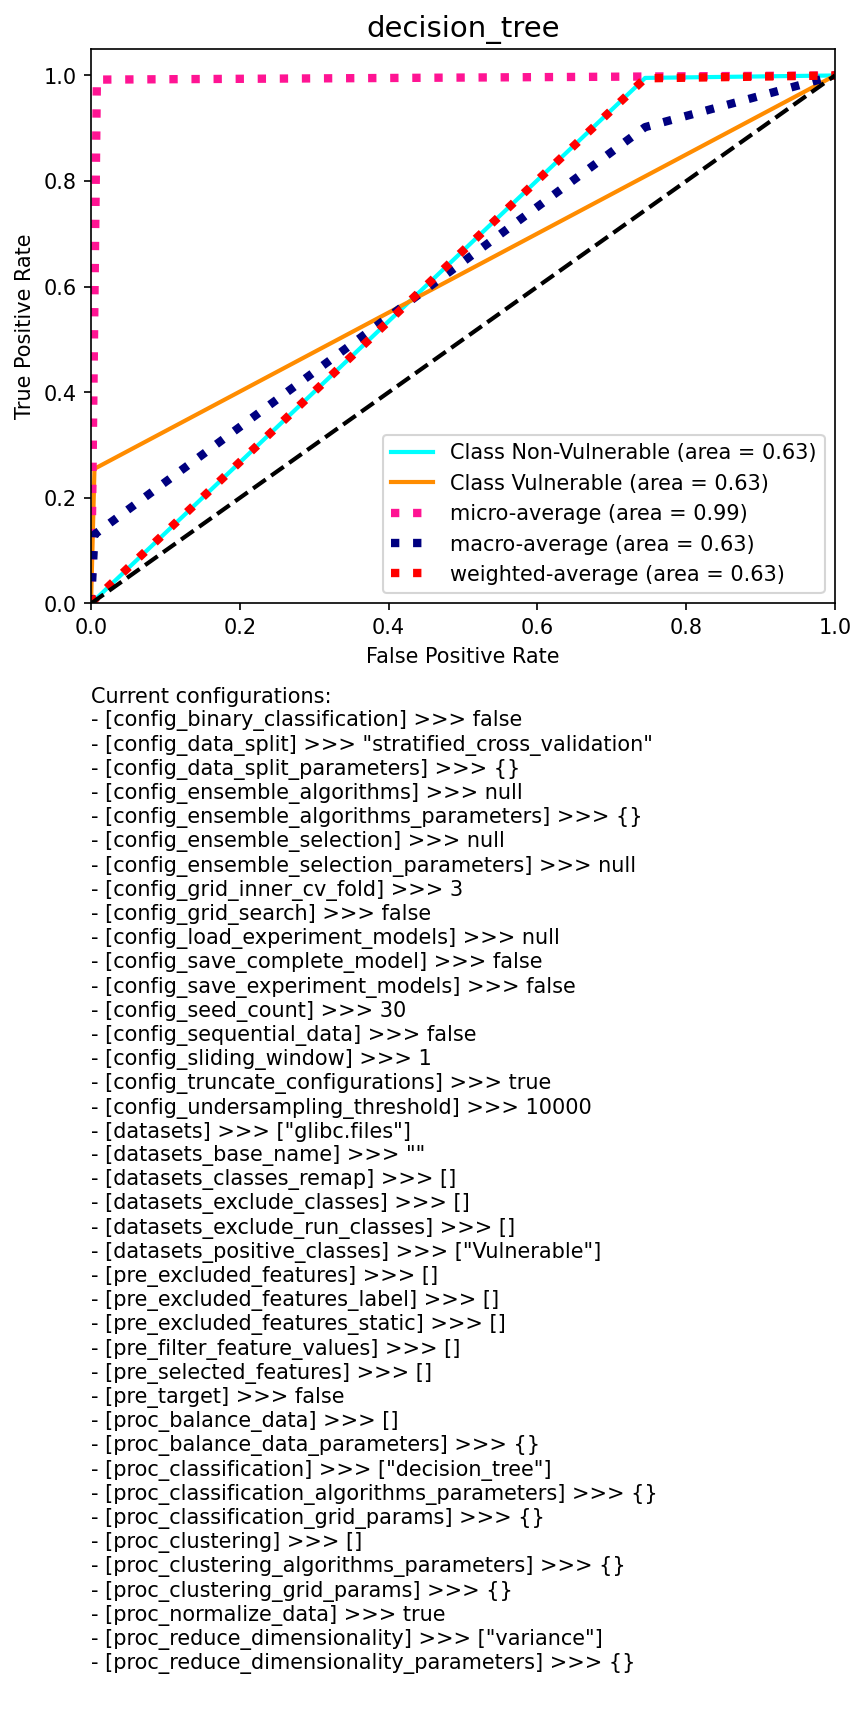 decision_tree
1.0
0.8
0.6
0.4
0.2
0.0
True Positive Rate
Class Non-Vulnerable (area = 0.63)
Class Vulnerable (area = 0.63)
micro-average (area = 0.99)
macro-average (area = 0.63)
weighted-average (area = 0.63)
0.0 0.2 0.4 0.6 0.8 1.0
False Positive Rate
Current configurations:
- [config_binary_classification] >>> false
- [config_data_split] >>> "stratified_cross_validation"
- [config_data_split_parameters] >>> {}
- [config_ensemble_algorithms] >>> null
- [config_ensemble_algorithms_parameters] >>> {}
- [config_ensemble_selection] >>> null
- [config_ensemble_selection_parameters] >>> null
- [config_grid_inner_cv_fold] >>> 3
- [config_grid_search] >>> false
- [config_load_experiment_models] >>> null
- [config_save_complete_model] >>> false
- [config_save_experiment_models] >>> false
- [config_seed_count] >>> 30
- [config_sequential_data] >>> false
- [config_sliding_window] >>> 1
- [config_truncate_configurations] >>> true
- [config_undersampling_threshold] >>> 10000
- [datasets] >>> ["glibc.files"]
- [datasets_base_name] >>> ""
- [datasets_classes_remap] >>> []
- [datasets_exclude_classes] >>> []
- [datasets_exclude_run_classes] >>> []
- [datasets_positive_classes] >>> ["Vulnerable"]
- [pre_excluded_features] >>> []
- [pre_excluded_features_label] >>> []
- [pre_excluded_features_static] >>> []
- [pre_filter_feature_values] >>> []
- [pre_selected_features] >>> []
- [pre_target] >>> false
- [proc_balance_data] >>> []
- [proc_balance_data_parameters] >>> {}
- [proc_classification] >>> ["decision_tree"]
- [proc_classification_algorithms_parameters] >>> {}
- [proc_classification_grid_params] >>> {}
- [proc_clustering] >>> []
- [proc_clustering_algorithms_parameters] >>> {}
- [proc_clustering_grid_params] >>> {}
- [proc_normalize_data] >>> true
- [proc_reduce_dimensionality] >>> ["variance"]
- [proc_reduce_dimensionality_parameters] >>> {}